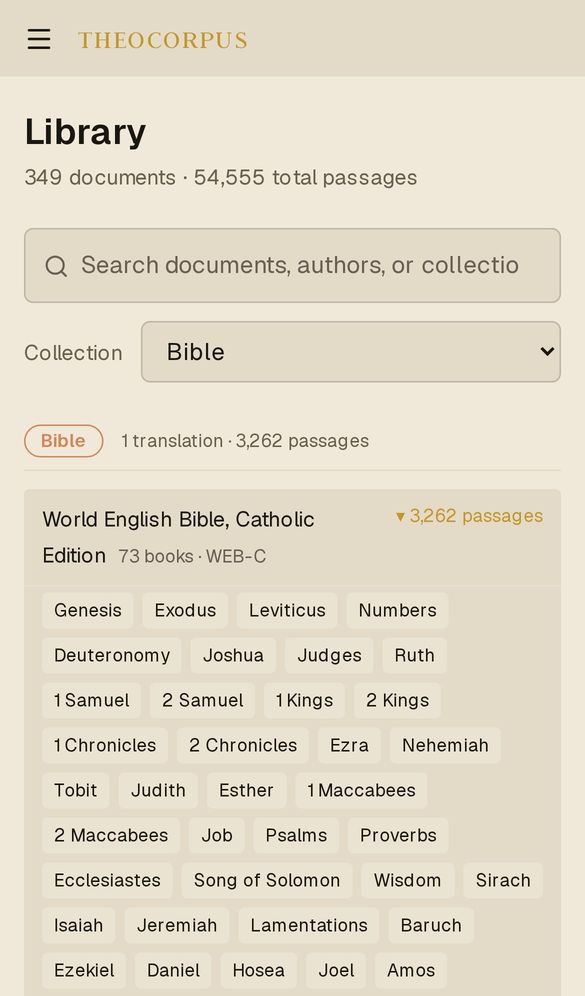 THEOCORPUS
Library
349 documents · 54,555 total passages
Search documents, authors, or collectio
Collection Bible
Bible 1 translation · 3,262 passages
World English Bible, Catholic ▾ 3,262 passages
Edition 73 books · WEB-C
Genesis Exodus Leviticus Numbers
Deuteronomy Joshua Judges Ruth
1 Samuel 2 Samuel 1 Kings 2 Kings
1 Chronicles 2 Chronicles Ezra Nehemiah
Tobit Judith Esther 1 Maccabees
2 Maccabees Job Psalms Proverbs
Ecclesiastes Song of Solomon Wisdom Sirach
Isaiah Jeremiah Lamentations Baruch
Ezekiel Daniel Hosea Joel Amos